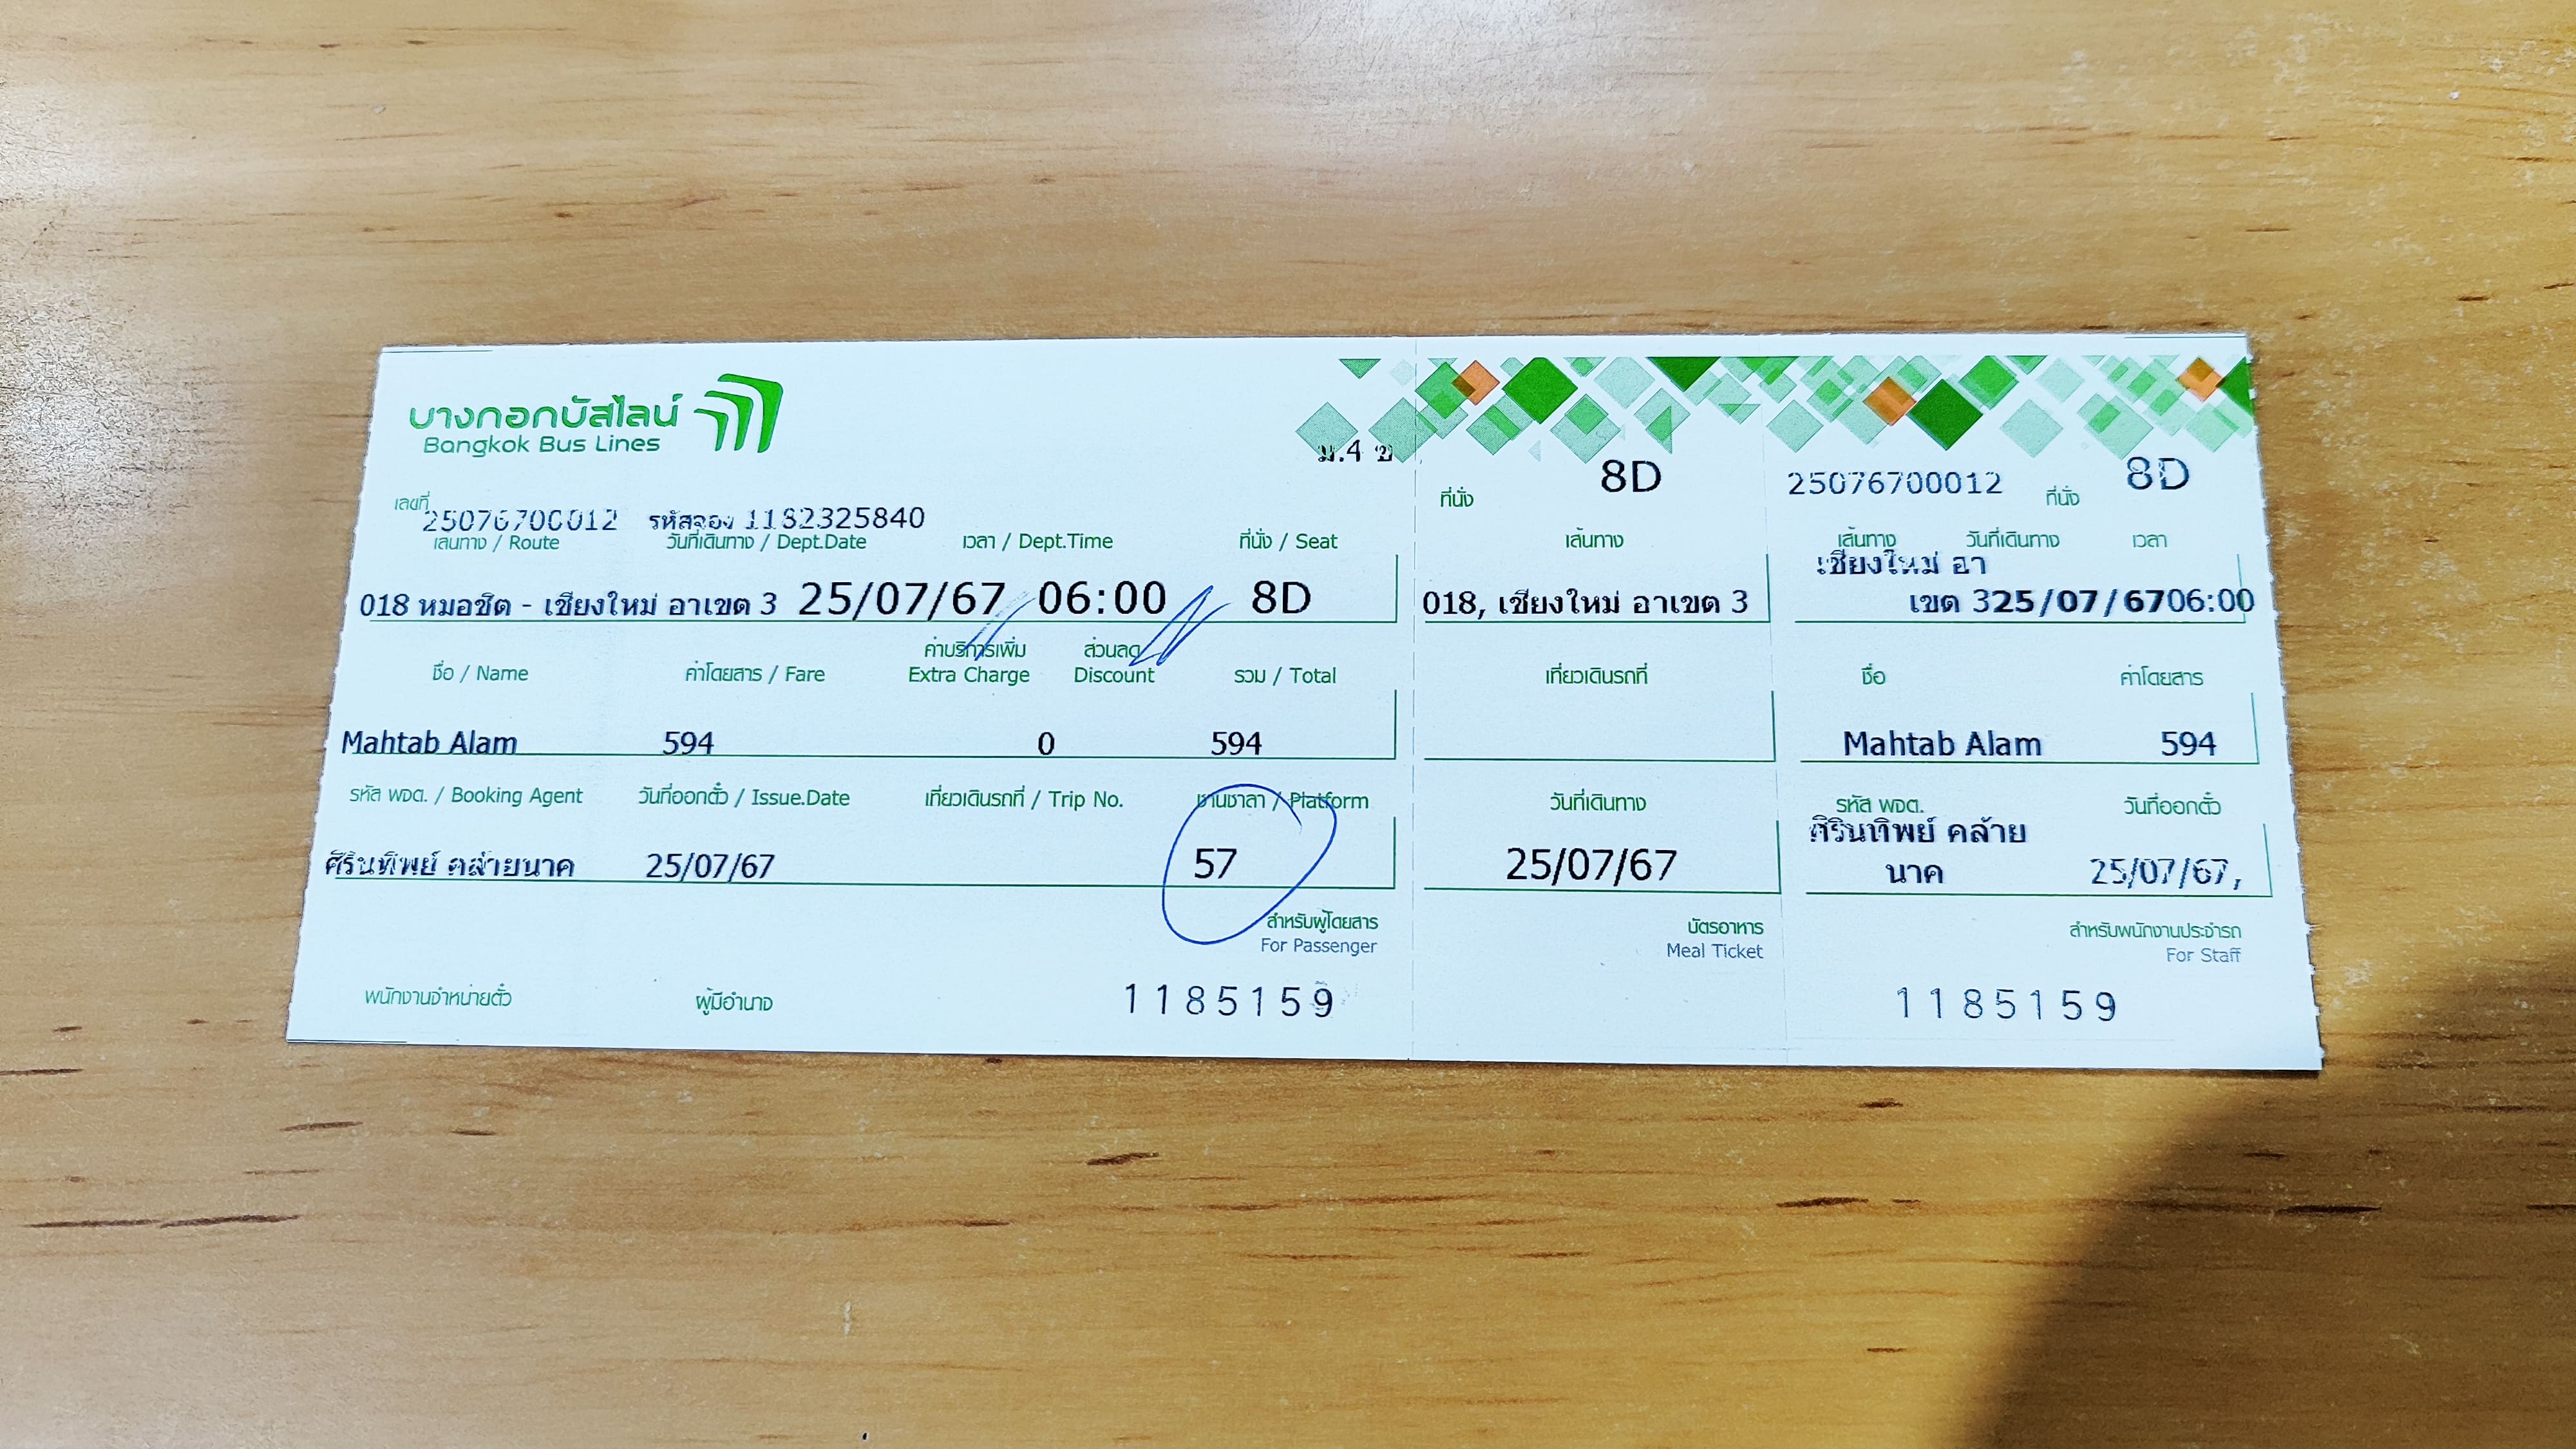 บางกอกบัสไลน์
Bangkok Bus Lines
ม.4 ข
เลขที่ 25076700012 รหัสจอง 1182325840
เส้นทาง / Route วันที่เดินทาง / Dept.Date เวลา / Dept.Time ที่นั่ง / Seat
018 หมอชิต - เชียงใหม่ อาเขต 3 25/07/67 06:00 8D
ชื่อ / Name ค่าโดยสาร / Fare ค่าบริการเพิ่ม Extra Charge ส่วนลด Discount รวม / Total
Mahtab Alam 594 0 594
รหัส พจต. / Booking Agent วันที่ออกตั๋ว / Issue.Date เที่ยวเดินรถที่ / Trip No. ชานชาลา / Platform
ศิรินทิพย์ คล้ายนาค 25/07/67 57
สำหรับผู้โดยสาร
For Passenger
พนักงานจำหน่ายตั๋ว ผู้มีอำนาจ 1185159
ที่นั่ง 8D
เส้นทาง
018, เชียงใหม่ อาเขต 3
เที่ยวเดินรถที่
วันที่เดินทาง
25/07/67
บัตรอาหาร
Meal Ticket
25076700012 ที่นั่ง 8D
เส้นทาง วันที่เดินทาง เวลา
เชียงใหม่ อา
เขต 325/07/6706:00
ชื่อ ค่าโดยสาร
Mahtab Alam 594
รหัส พจต. วันที่ออกตั๋ว
ศิรินทิพย์ คล้าย
นาค 25/07/67,
สำหรับพนักงานประจำรถ
For Staff
1185159